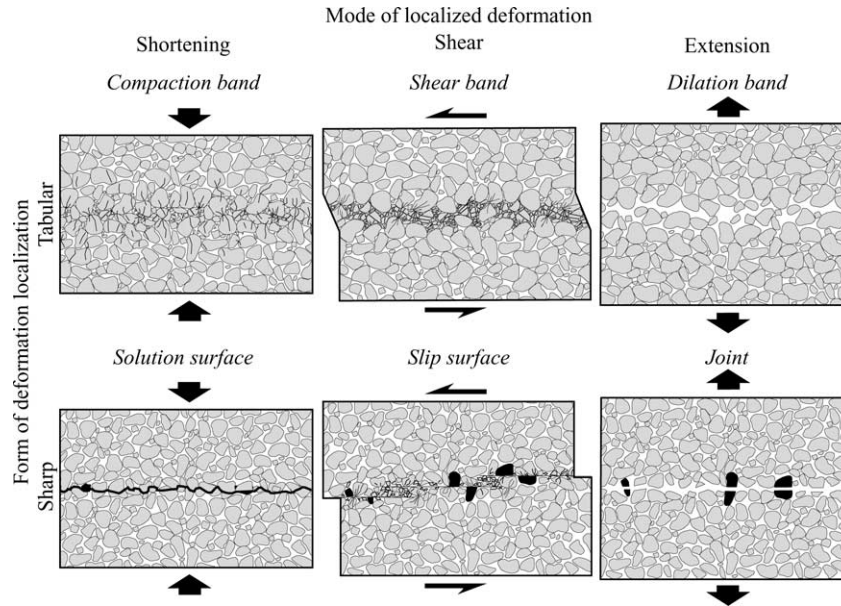 Mode of localized deformation
Shortening
Shear
Extension
Compaction band
Shear band
Dilation band
Form of deformation localization
Tabular
Solution surface
Slip surface
Joint
Sharp